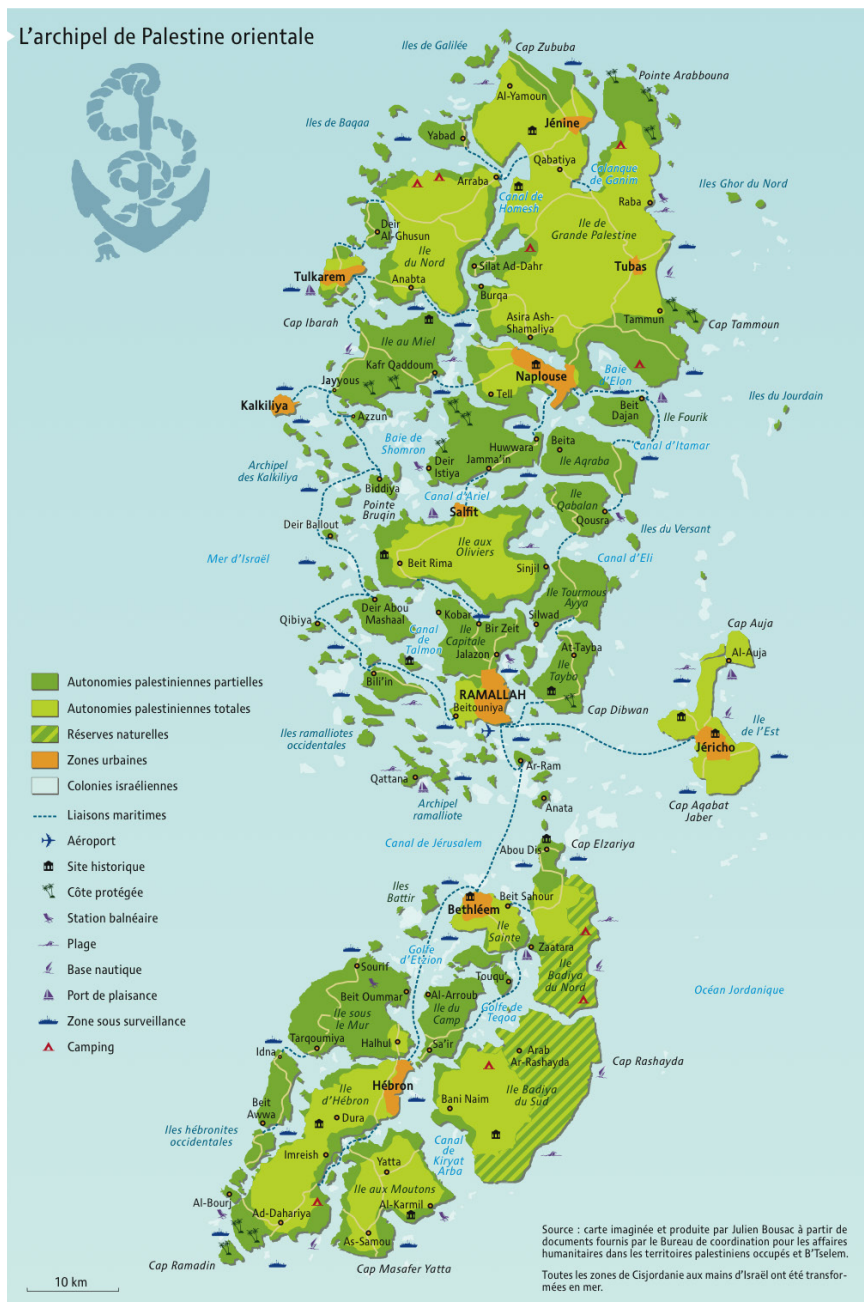 L'archipel de Palestine orientale
Iles de Galilée
Cap Zububa
Pointe Arabbouna
Al-Yamoun
Iles de Baqaa
Yabad
Jénine
Qabatiya
Calanque
de Ganim
Arraba
Canal de
Homesh
Iles Ghor du Nord
Raba
Deir
Al-Ghusun
Ile de
Grande Palestine
Ile
du Nord
Tulkarem
Silat Ad-Dahr
Tubas
Anabta
Burqa
Cap Ibarah
Asira Ash-
Shamaliya
Tammun
Cap Tammoun
Ile au Miel
Kafr Qaddoum
Naplouse
Baie
d'Elon
Jayyous
Tell
Beit
Dajan
Iles du Jourdain
Kalkiliya
Azzun
Ile Fourik
Baie de
Shomron
Huwwara
Beita
Canal d'Itamar
Deir
Istiya
Jamma'in
Ile Aqraba
Archipel
des Kalkiliya
Biddiya
Pointe
Bruqin
Canal d'Ariel
Ile
Qabalan
Salfit
Qousra
Iles du Versant
Deir Ballout
Ile aux
Oliviers
Mer d'Israël
Beit Rima
Sinjil
Canal d'Eli
Ile Tourmous
Ayya
Deir Abou
Mashaal
Kobar
Silwad
Qibiya
Canal
de
Talmon
Ile
Capitale
Bir Zeit
Cap Auja
Jalazon
At-Tayba
Al-Auja
Ile
Tayba
Bili'in
RAMALLAH
Beitouniya
Cap Dibwan
Ile
de l'Est
Iles ramalliotes
occidentales
Jéricho
Ar-Ram
Qattana
Archipel
ramalliote
Anata
Cap Aqabat
Jaber
Canal de Jérusalem
Abou Dis
Cap Elzariya
Autonomies palestiniennes partielles
Autonomies palestiniennes totales
Réserves naturelles
Zones urbaines
Colonies israéliennes
Liaisons maritimes
Aéroport
Site historique
Côte protégée
Station balnéaire
Plage
Base nautique
Port de plaisance
Zone sous surveillance
Camping
Iles
Battir
Beit Sahour
Bethléem
Ile
Sainte
Golfe
d'Etzion
Zaatara
Ile
Badiya
du Nord
Sourif
Touqu'
Océan Jordanique
Beit Oummar
Al-Arroub
Ile du
Camp
Golfe de
Teqoa
Ile sous
le Mur
Tarqoumiya
Halhul
Sa'ir
Arab
Ar-Rashayda
Cap Rashayda
Idna
Hébron
Ile
d'Hébron
Ile Badiya
du Sud
Beit
Awwa
Dura
Bani Naim
Iles hébronites
occidentales
Canal
de
Kiryat
Arba
Imreish
Yatta
Ile aux Moutons
Al-Bourj
Al-Karmil
Ad-Dahariya
As-Samou
Cap Ramadin
Cap Masafer Yatta
10 km
Source : carte imaginée et produite par Julien Bousac à partir de
documents fournis par le Bureau de coordination pour les affaires
humanitaires dans les territoires palestiniens occupés et B'Tselem.
Toutes les zones de Cisjordanie aux mains d'Israël ont été transfor-
mées en mer.